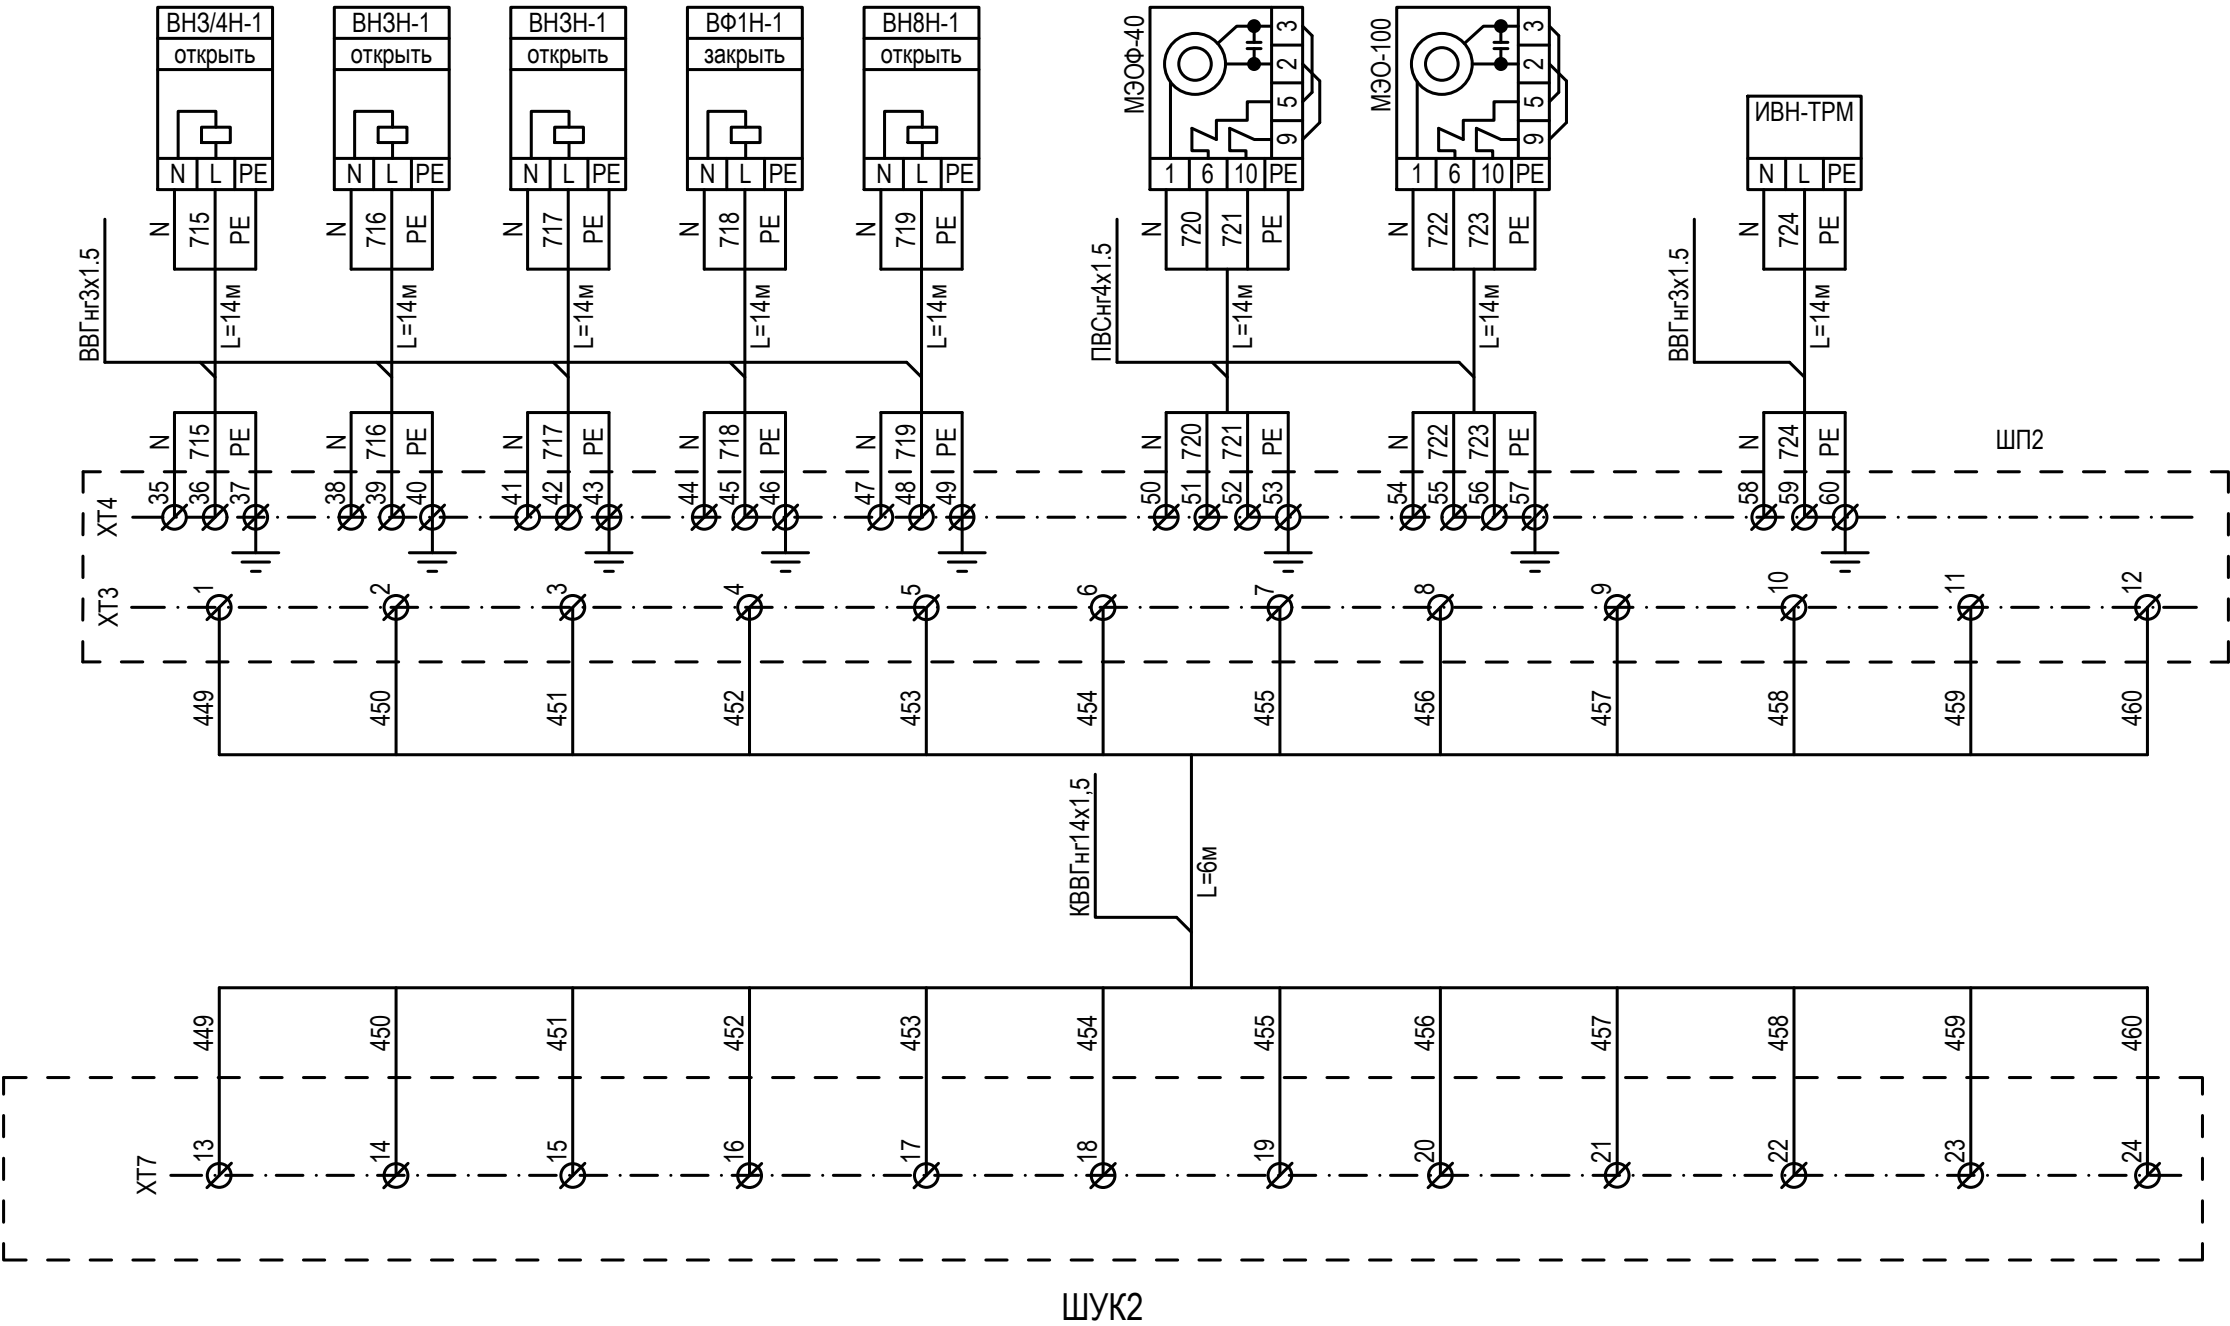 ВН3/4Н-1 ВН3Н-1 ВН3Н-1 ВФ1Н-1 ВН8Н-1
открыть открыть открыть закрыть открыть
МЭОФ-40 3 2 5 9
МЭО-100 3 2 5 9
ИВН-ТРМ
N L PE N L PE N L PE N L PE N L PE 1 6 10 PE 1 6 10 PE N L PE
N 715 PE N 716 PE N 717 PE N 718 PE N 719 PE N 720 721 PE N 722 723 PE N 724 PE
ВВГнг3х1.5 L=14м L=14м L=14м L=14м L=14м ПВСнг4х1.5 L=14м L=14м ВВГнг3х1.5 L=14м
N 715 PE N 716 PE N 717 PE N 718 PE N 719 PE N 720 721 PE N 722 723 PE N 724 PE
ШП2
ХТ4 35 36 37 38 39 40 41 42 43 44 45 46 47 48 49 50 51 52 53 54 55 56 57 58 59 60
ХТ3 1 2 3 4 5 6 7 8 9 10 11 12
449 450 451 452 453 454 455 456 457 458 459 460
КВВГнг14х1,5 L=6м
449 450 451 452 453 454 455 456 457 458 459 460
ХТ7 13 14 15 16 17 18 19 20 21 22 23 24
ШУК2